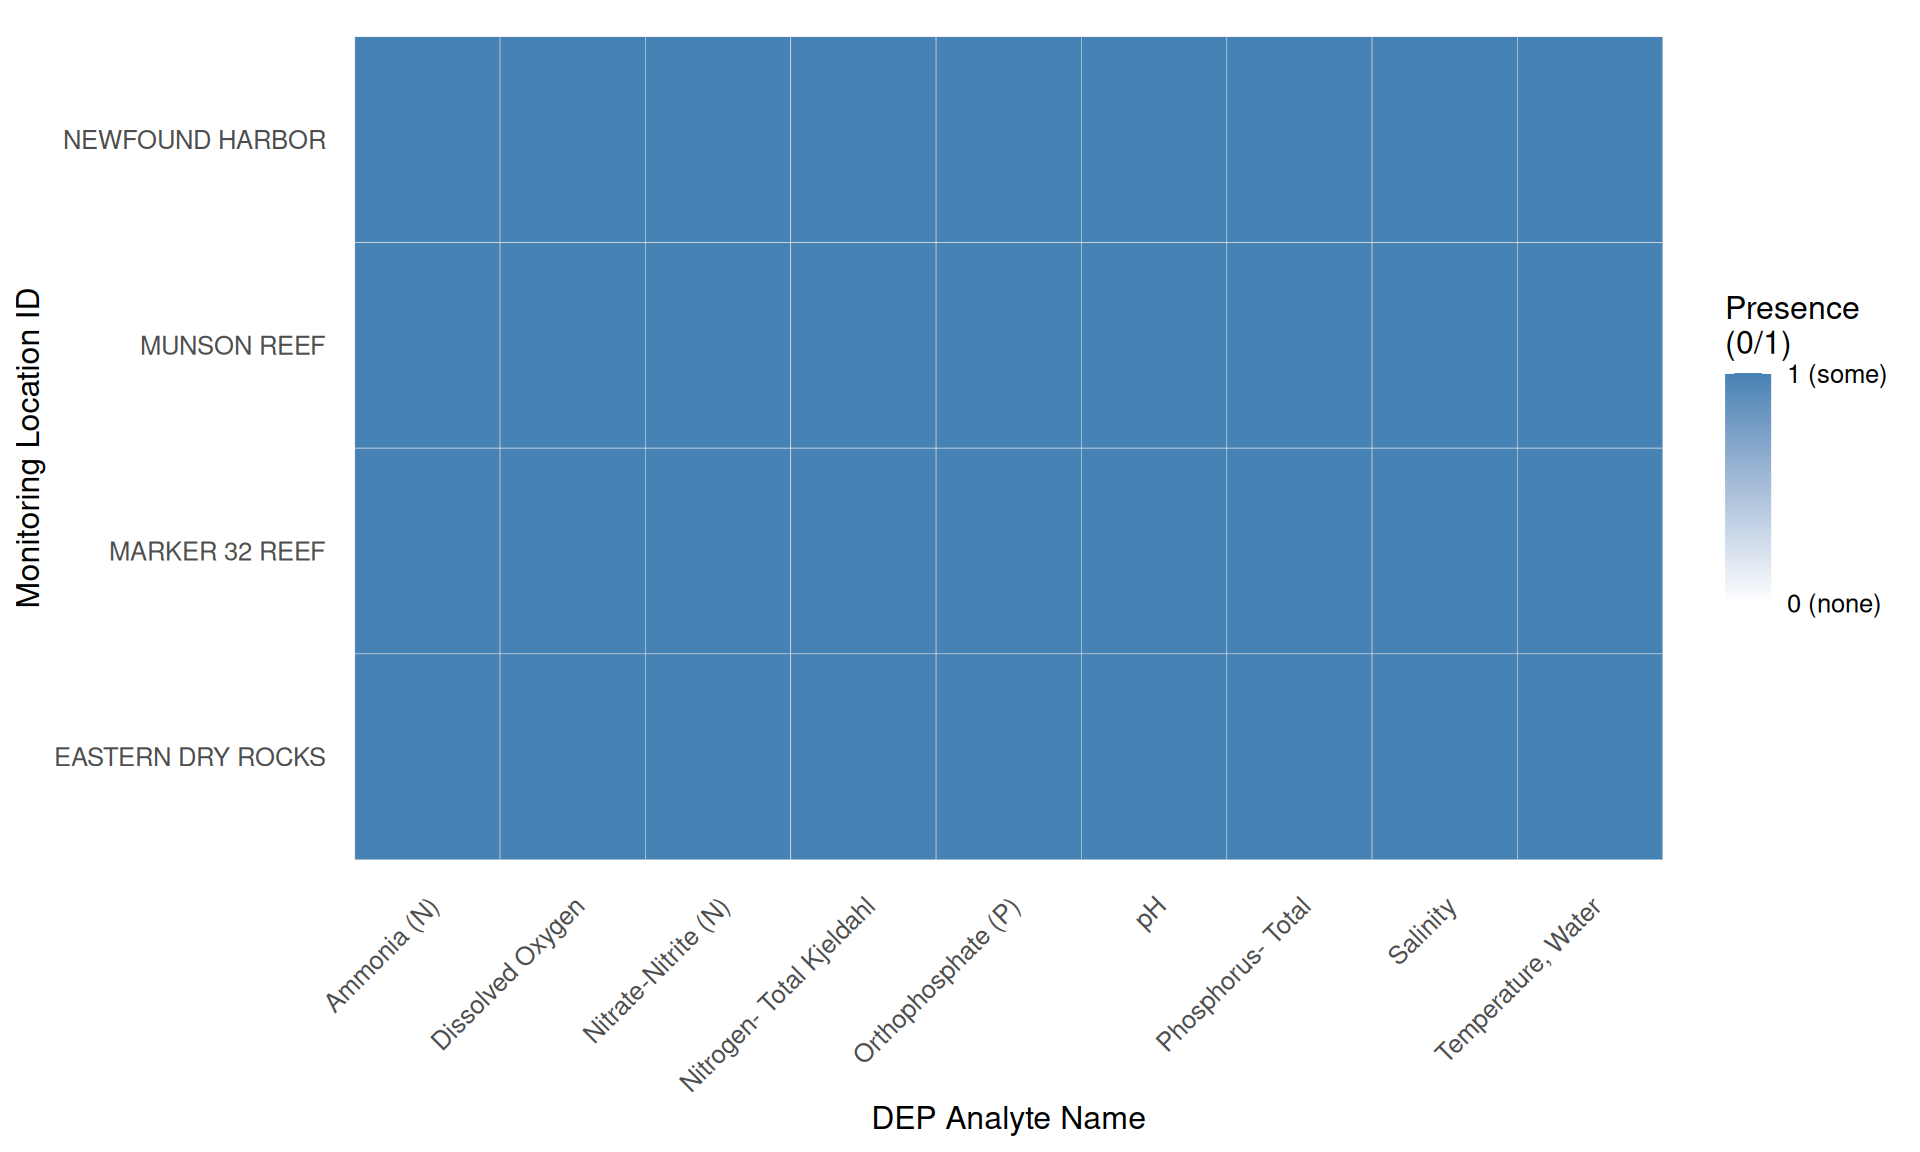 NEWFOUND HARBOR
MUNSON REEF
MARKER 32 REEF
EASTERN DRY ROCKS
Monitoring Location ID
Ammonia (N)
Dissolved Oxygen
Nitrate-Nitrite (N)
Nitrogen- Total Kjeldahl
Orthophosphate (P)
pH
Phosphorus- Total
Salinity
Temperature, Water
DEP Analyte Name
Presence
(0/1)
1 (some)
0 (none)